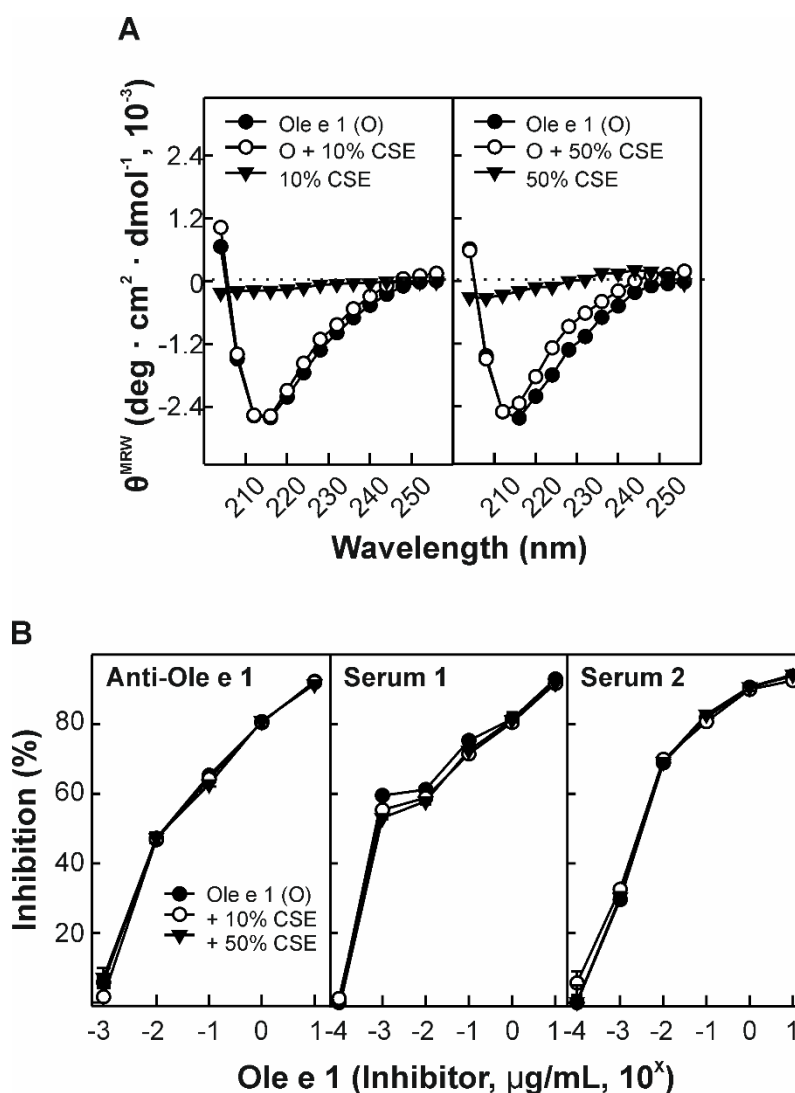 A
Ole e 1 (O)
O + 10% CSE
10% CSE
Ole e 1 (O)
O + 50% CSE
50% CSE
2.4
1.2
0
-1.2
-2.4
θᴹᴿᵂ (deg · cm² · dmol⁻¹, 10⁻³)
210 220 230 240 250 210 220 230 240 250
Wavelength (nm)
B
Anti-Ole e 1
Serum 1
Serum 2
80
60
40
20
Inhibition (%)
Ole e 1 (O)
+ 10% CSE
+ 50% CSE
-3 -2 -1 0 1 -4 -3 -2 -1 0 1 -4 -3 -2 -1 0 1
Ole e 1 (Inhibitor, µg/mL, 10ˣ)